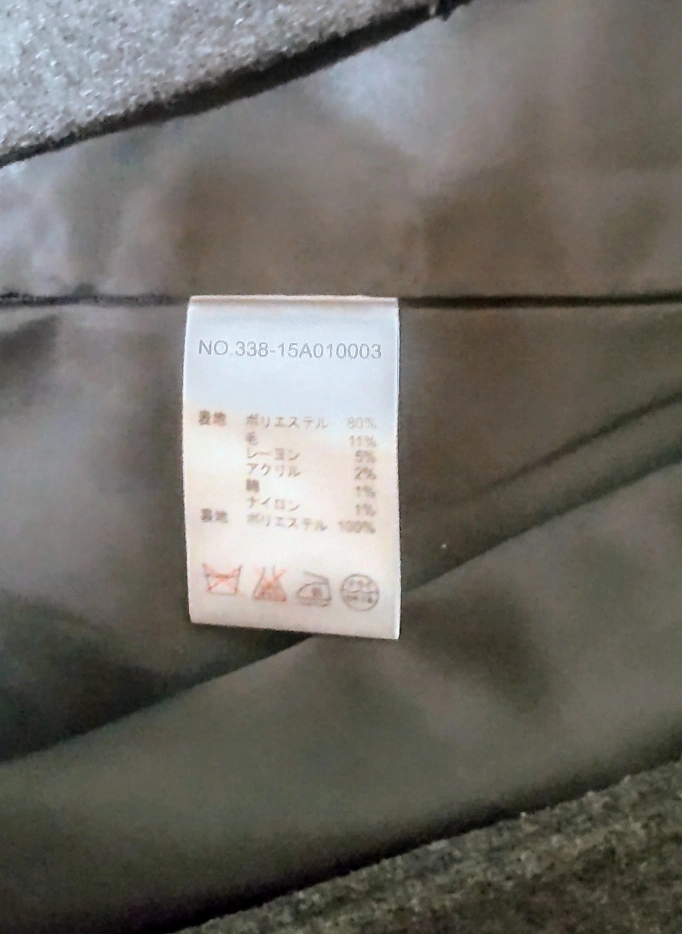 NO.338-15A010003
表地 ポリエステル 80%
毛 11%
レーヨン 5%
アクリル 2%
綿 1%
ナイロン 1%
裏地 ポリエステル 100%